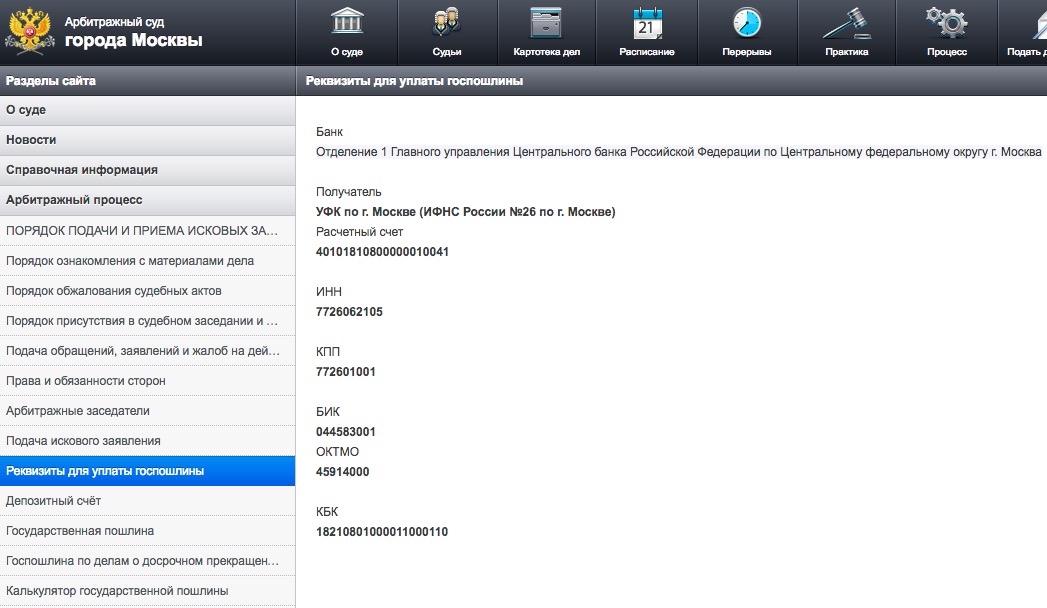 Арбитражный суд
города Москвы
О суде
Судьи
Картотека дел
21
Расписание
Перерывы
Практика
Процесс
Подать д
Разделы сайта
Реквизиты для уплаты госпошлины
О суде
Новости
Справочная информация
Арбитражный процесс
ПОРЯДОК ПОДАЧИ И ПРИЕМА ИСКОВЫХ ЗА...
Порядок ознакомления с материалами дела
Порядок обжалования судебных актов
Порядок присутствия в судебном заседании и ...
Подача обращений, заявлений и жалоб на дей...
Права и обязанности сторон
Арбитражные заседатели
Подача искового заявления
Реквизиты для уплаты госпошлины
Депозитный счёт
Государственная пошлина
Госпошлина по делам о досрочном прекращен...
Калькулятор государственной пошлины
Банк
Отделение 1 Главного управления Центрального банка Российской Федерации по Центральному федеральному округу г. Москва
Получатель
УФК по г. Москве (ИФНС России №26 по г. Москве)
Расчетный счет
40101810800000010041
ИНН
7726062105
КПП
772601001
БИК
044583001
ОКТМО
45914000
КБК
18210801000011000110